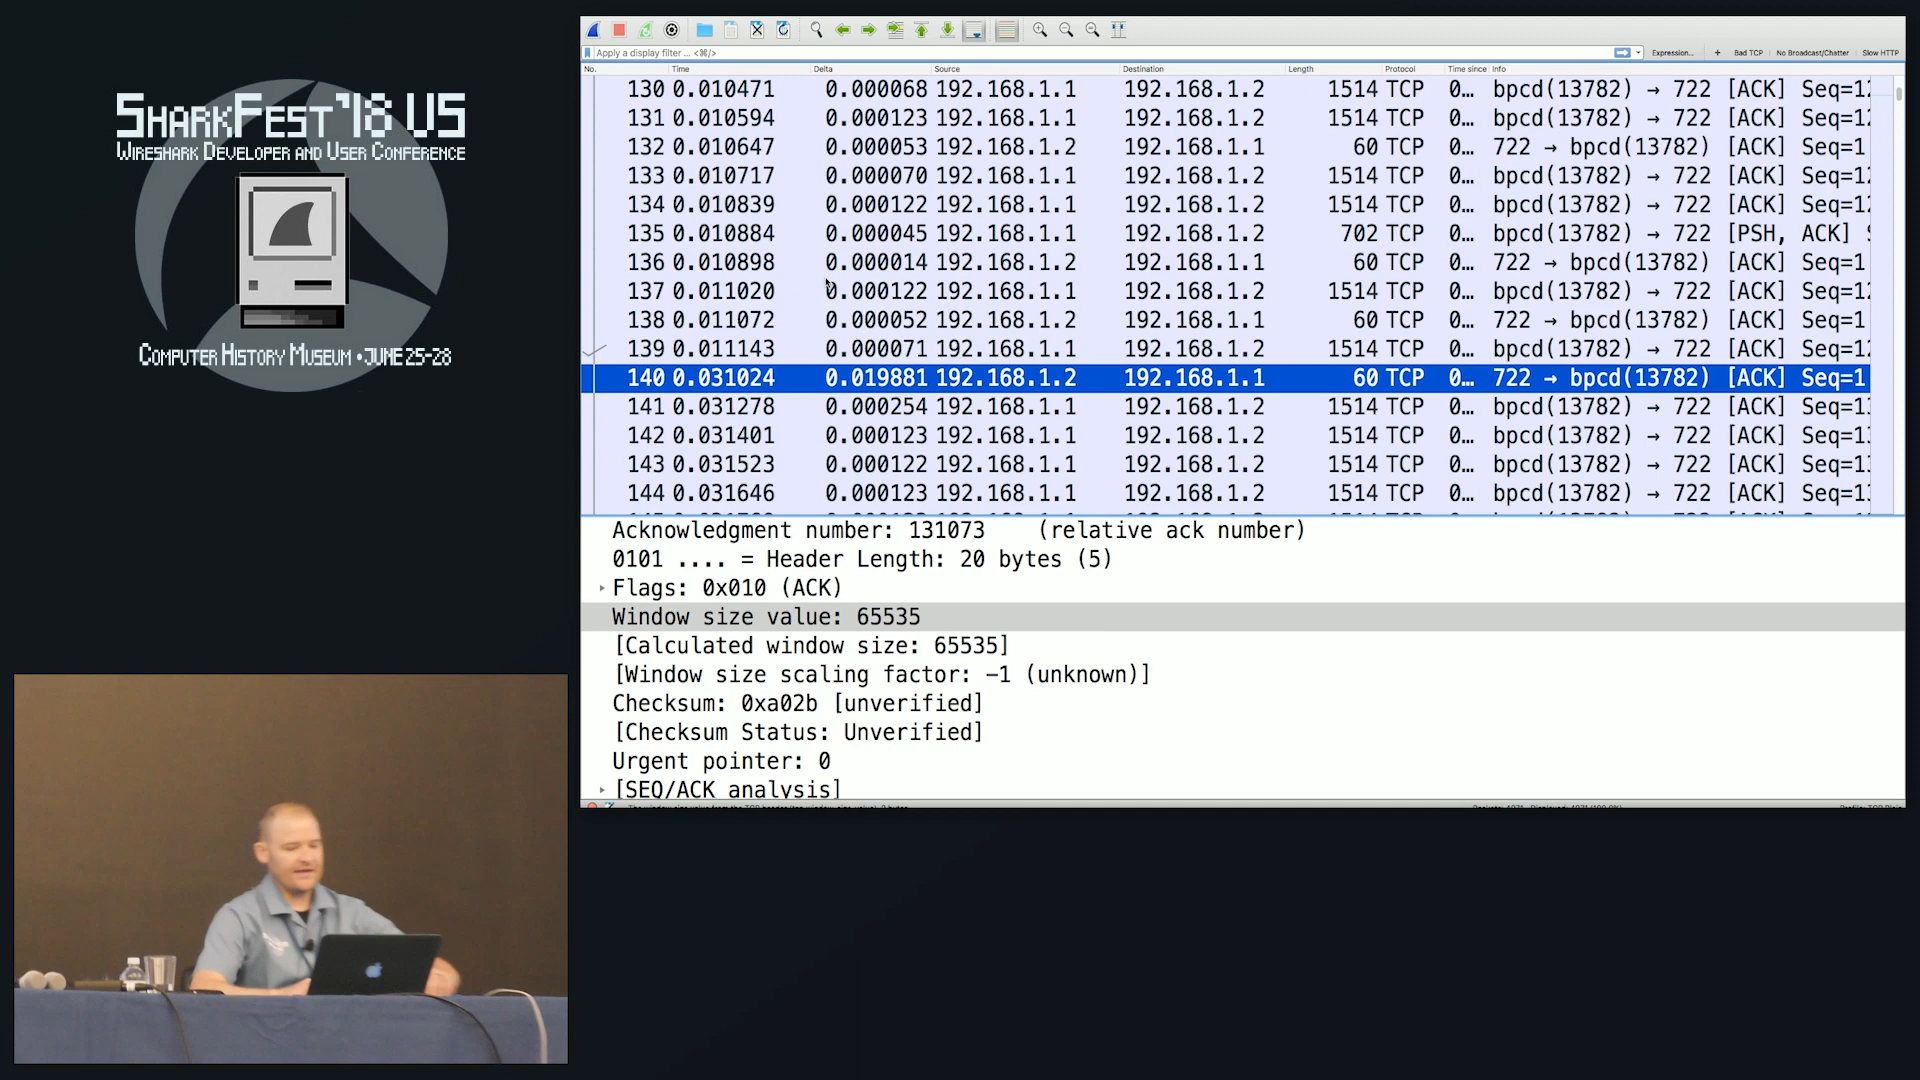 SharkFest '18 US
Wireshark Developer and User Conference
Computer History Museum • June 25-28
Apply a display filter ... <⌘/>
Expression...
+
Bad TCP
No Broadcast/Chatter
Slow HTTP
No. Time Delta Source Destination Length Protocol Time since Info
130 0.010471 0.000068 192.168.1.1 192.168.1.2 1514 TCP 0… bpcd(13782) → 722 [ACK] Seq=12
131 0.010594 0.000123 192.168.1.1 192.168.1.2 1514 TCP 0… bpcd(13782) → 722 [ACK] Seq=12
132 0.010647 0.000053 192.168.1.2 192.168.1.1 60 TCP 0… 722 → bpcd(13782) [ACK] Seq=1
133 0.010717 0.000070 192.168.1.1 192.168.1.2 1514 TCP 0… bpcd(13782) → 722 [ACK] Seq=12
134 0.010839 0.000122 192.168.1.1 192.168.1.2 1514 TCP 0… bpcd(13782) → 722 [ACK] Seq=12
135 0.010884 0.000045 192.168.1.1 192.168.1.2 702 TCP 0… bpcd(13782) → 722 [PSH, ACK] S
136 0.010898 0.000014 192.168.1.2 192.168.1.1 60 TCP 0… 722 → bpcd(13782) [ACK] Seq=1
137 0.011020 0.000122 192.168.1.1 192.168.1.2 1514 TCP 0… bpcd(13782) → 722 [ACK] Seq=12
138 0.011072 0.000052 192.168.1.2 192.168.1.1 60 TCP 0… 722 → bpcd(13782) [ACK] Seq=1
139 0.011143 0.000071 192.168.1.1 192.168.1.2 1514 TCP 0… bpcd(13782) → 722 [ACK] Seq=12
140 0.031024 0.019881 192.168.1.2 192.168.1.1 60 TCP 0… 722 → bpcd(13782) [ACK] Seq=1
141 0.031278 0.000254 192.168.1.1 192.168.1.2 1514 TCP 0… bpcd(13782) → 722 [ACK] Seq=13
142 0.031401 0.000123 192.168.1.1 192.168.1.2 1514 TCP 0… bpcd(13782) → 722 [ACK] Seq=13
143 0.031523 0.000122 192.168.1.1 192.168.1.2 1514 TCP 0… bpcd(13782) → 722 [ACK] Seq=13
144 0.031646 0.000123 192.168.1.1 192.168.1.2 1514 TCP 0… bpcd(13782) → 722 [ACK] Seq=13
Acknowledgment number: 131073 (relative ack number)
0101 .... = Header Length: 20 bytes (5)
Flags: 0x010 (ACK)
Window size value: 65535
[Calculated window size: 65535]
[Window size scaling factor: -1 (unknown)]
Checksum: 0xa02b [unverified]
[Checksum Status: Unverified]
Urgent pointer: 0
[SEQ/ACK analysis]